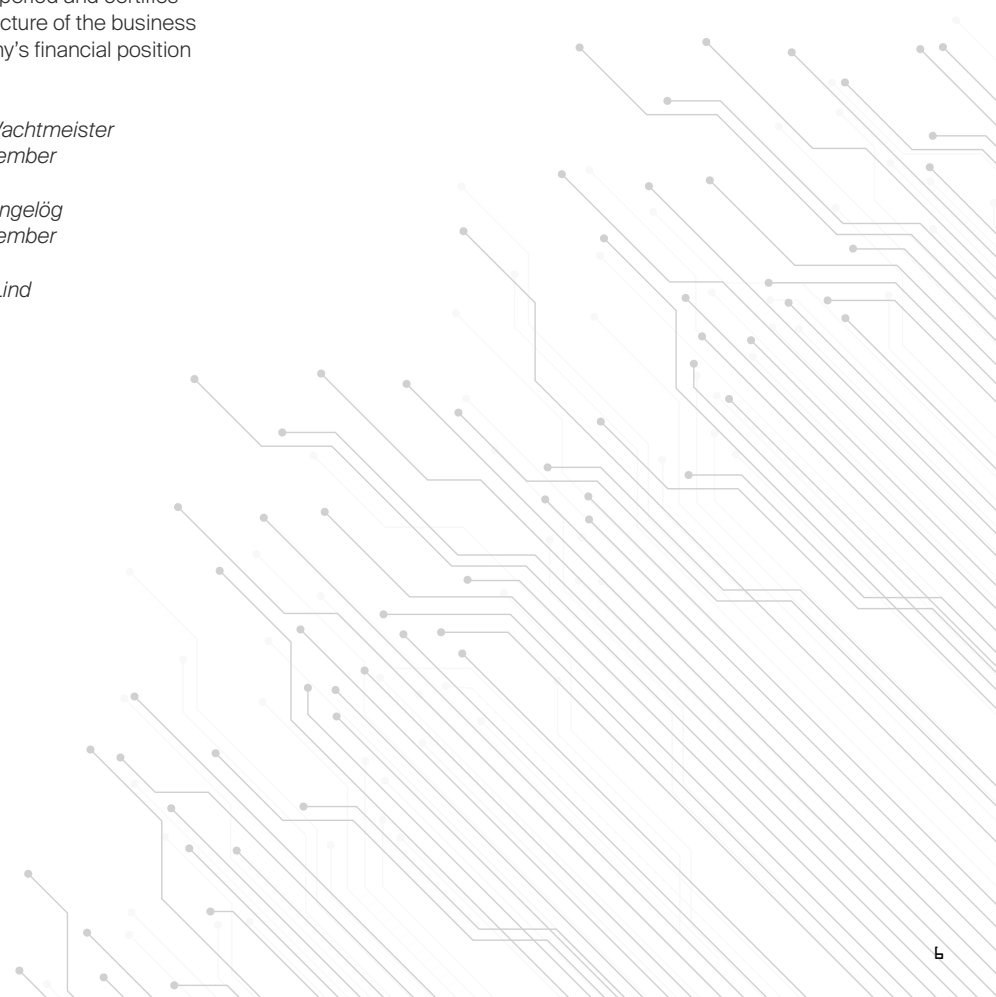 period and certifies
cture of the business
ny's financial position
Vachtmeister
ember
ngelög
ember
Lind
6